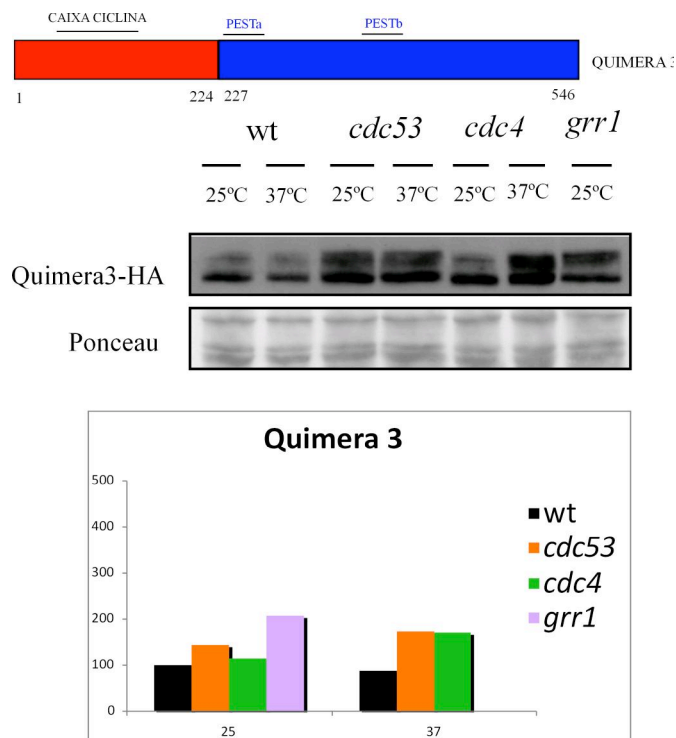 CAIXA CICLINA PESTa PESTb
QUIMERA 3
1 224 227 546
wt cdc53 cdc4 grr1
25ºC 37ºC 25ºC 37ºC 25ºC 37ºC 25ºC
Quimera3-HA
Ponceau
Quimera 3
500
400
300
200
100
0
25 37
wt
cdc53
cdc4
grr1